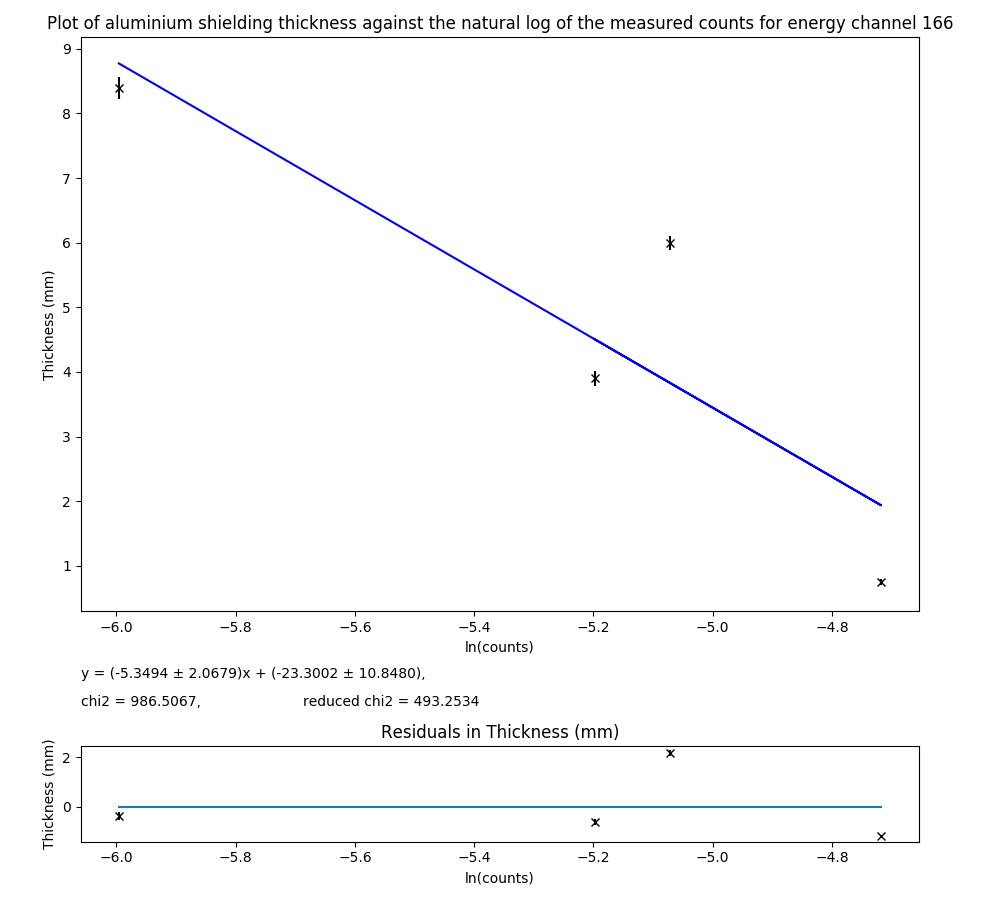 Plot of aluminium shielding thickness against the natural log of the measured counts for energy channel 166
9
8
7
6
5
4
3
2
1
Thickness (mm)
−6.0 −5.8 −5.6 −5.4 −5.2 −5.0 −4.8
ln(counts)
y = (-5.3494 ± 2.0679)x + (-23.3002 ± 10.8480),
chi2 = 986.5067, reduced chi2 = 493.2534
Residuals in Thickness (mm)
2
0
Thickness (mm)
−6.0 −5.8 −5.6 −5.4 −5.2 −5.0 −4.8
ln(counts)